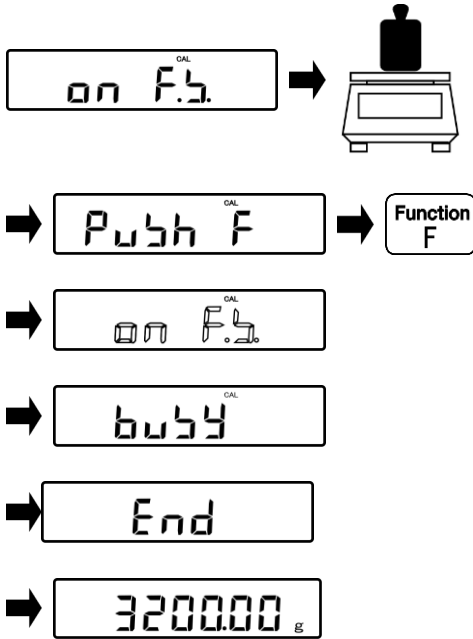 CAL
on F.S.
CAL
Push F
Function
F
CAL
on F.S.
CAL
busy
End
3200.00 g